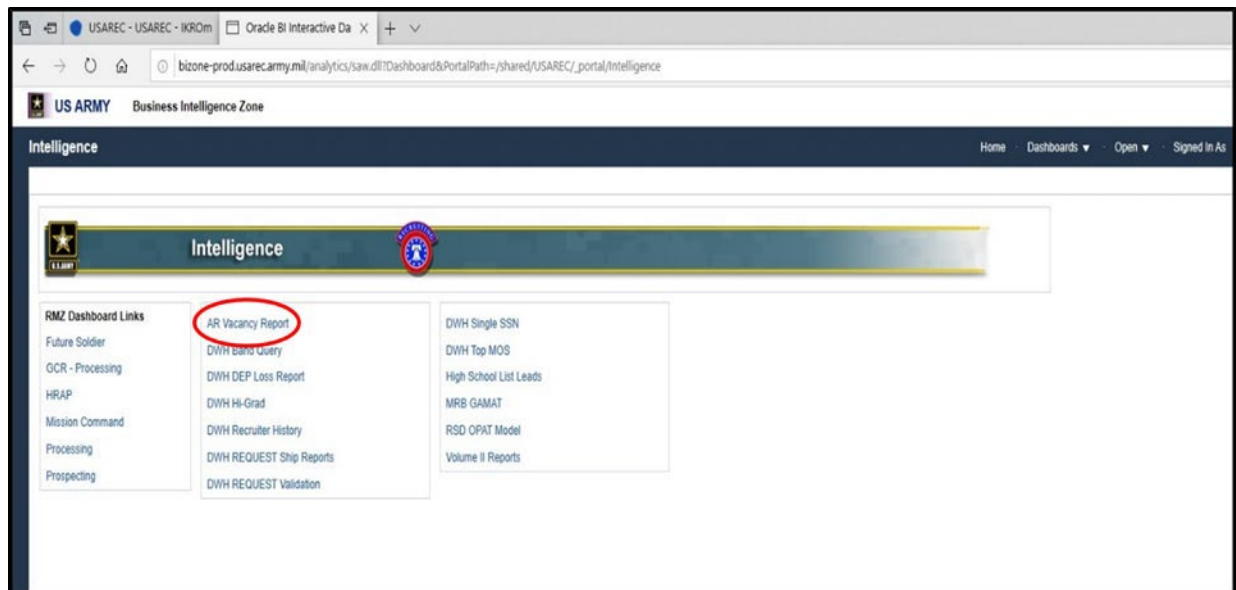 USAREC - USAREC - IKROm
Oracle BI Interactive Da
bizone-prod.usarec.army.mil/analytics/saw.dll?Dashboard&PortalPath=/shared/USAREC/_portal/Intelligence
US ARMY Business Intelligence Zone
Intelligence
Home Dashboards Open Signed In As
U.S. ARMY
Intelligence
RECRUITING
RMZ Dashboard Links
Future Soldier
GCR - Processing
HRAP
Mission Command
Processing
Prospecting
AR Vacancy Report
DWH Band Query
DWH DEP Loss Report
DWH Hi-Grad
DWH Recruiter History
DWH REQUEST Ship Reports
DWH REQUEST Validation
DWH Single SSN
DWH Top MOS
High School List Leads
MRB GAMAT
RSD OPAT Model
Volume II Reports